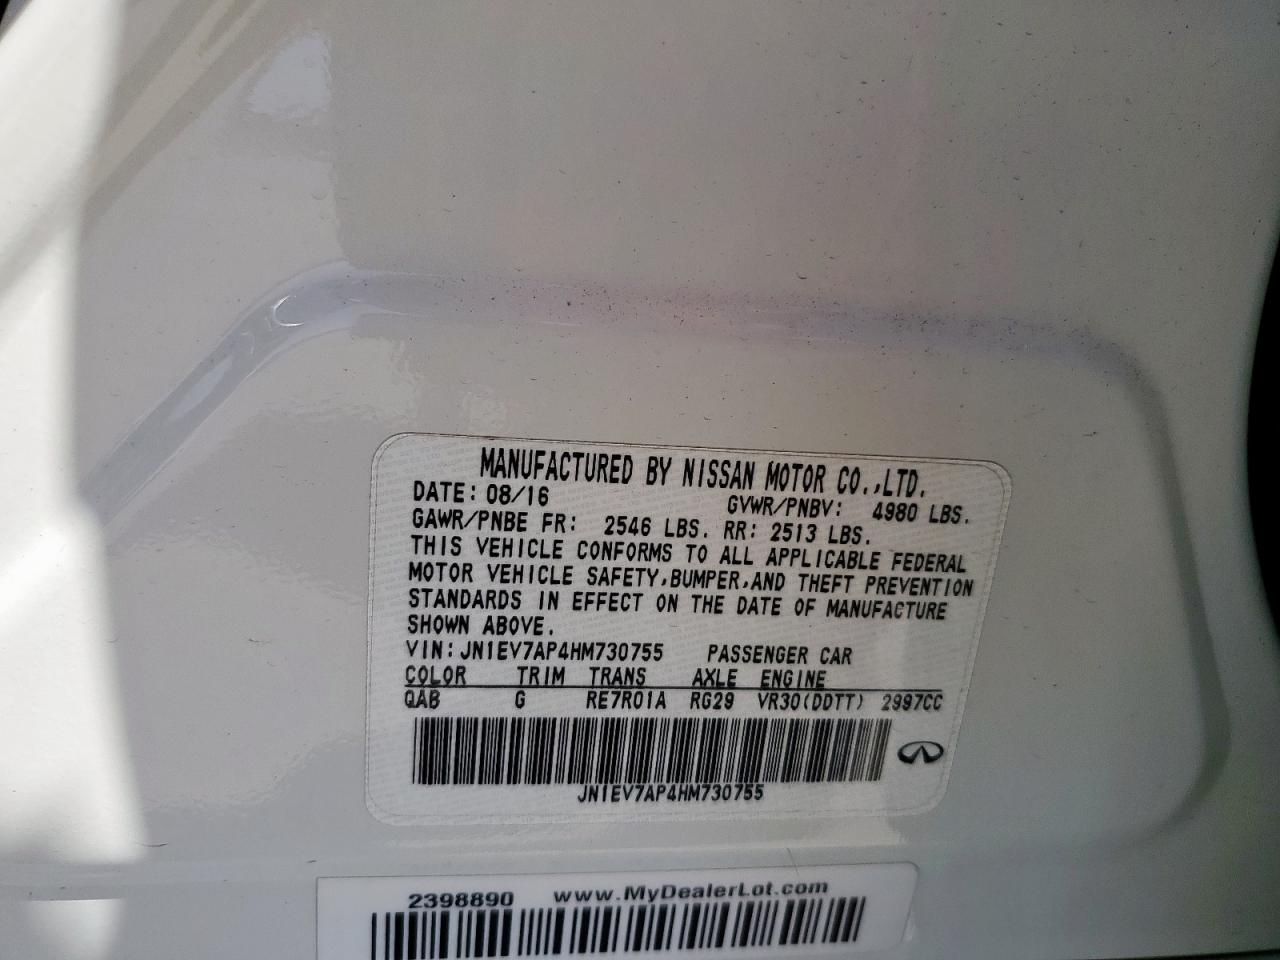 MANUFACTURED BY NISSAN MOTOR CO.,LTD.
DATE: 08/16 GVWR/PNBV: 4980 LBS.
GAWR/PNBE FR: 2546 LBS. RR: 2513 LBS.
THIS VEHICLE CONFORMS TO ALL APPLICABLE FEDERAL
MOTOR VEHICLE SAFETY,BUMPER,AND THEFT PREVENTION
STANDARDS IN EFFECT ON THE DATE OF MANUFACTURE
SHOWN ABOVE.
VIN: JN1EV7AP4HM730755 PASSENGER CAR
COLOR TRIM TRANS AXLE ENGINE
QAB G RE7R01A RG29 VR30(DDTT) 2997CC
JN1EV7AP4HM730755
2398890 www.MyDealerLot.com